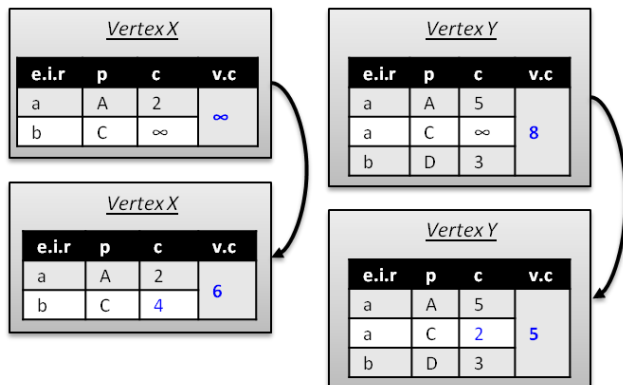 Vertex X
e.i.r p c v.c
a A 2 ∞
b C ∞
Vertex Y
e.i.r p c v.c
a A 5
a C ∞ 8
b D 3
Vertex X
e.i.r p c v.c
a A 2 6
b C 4
Vertex Y
e.i.r p c v.c
a A 5
a C 2 5
b D 3